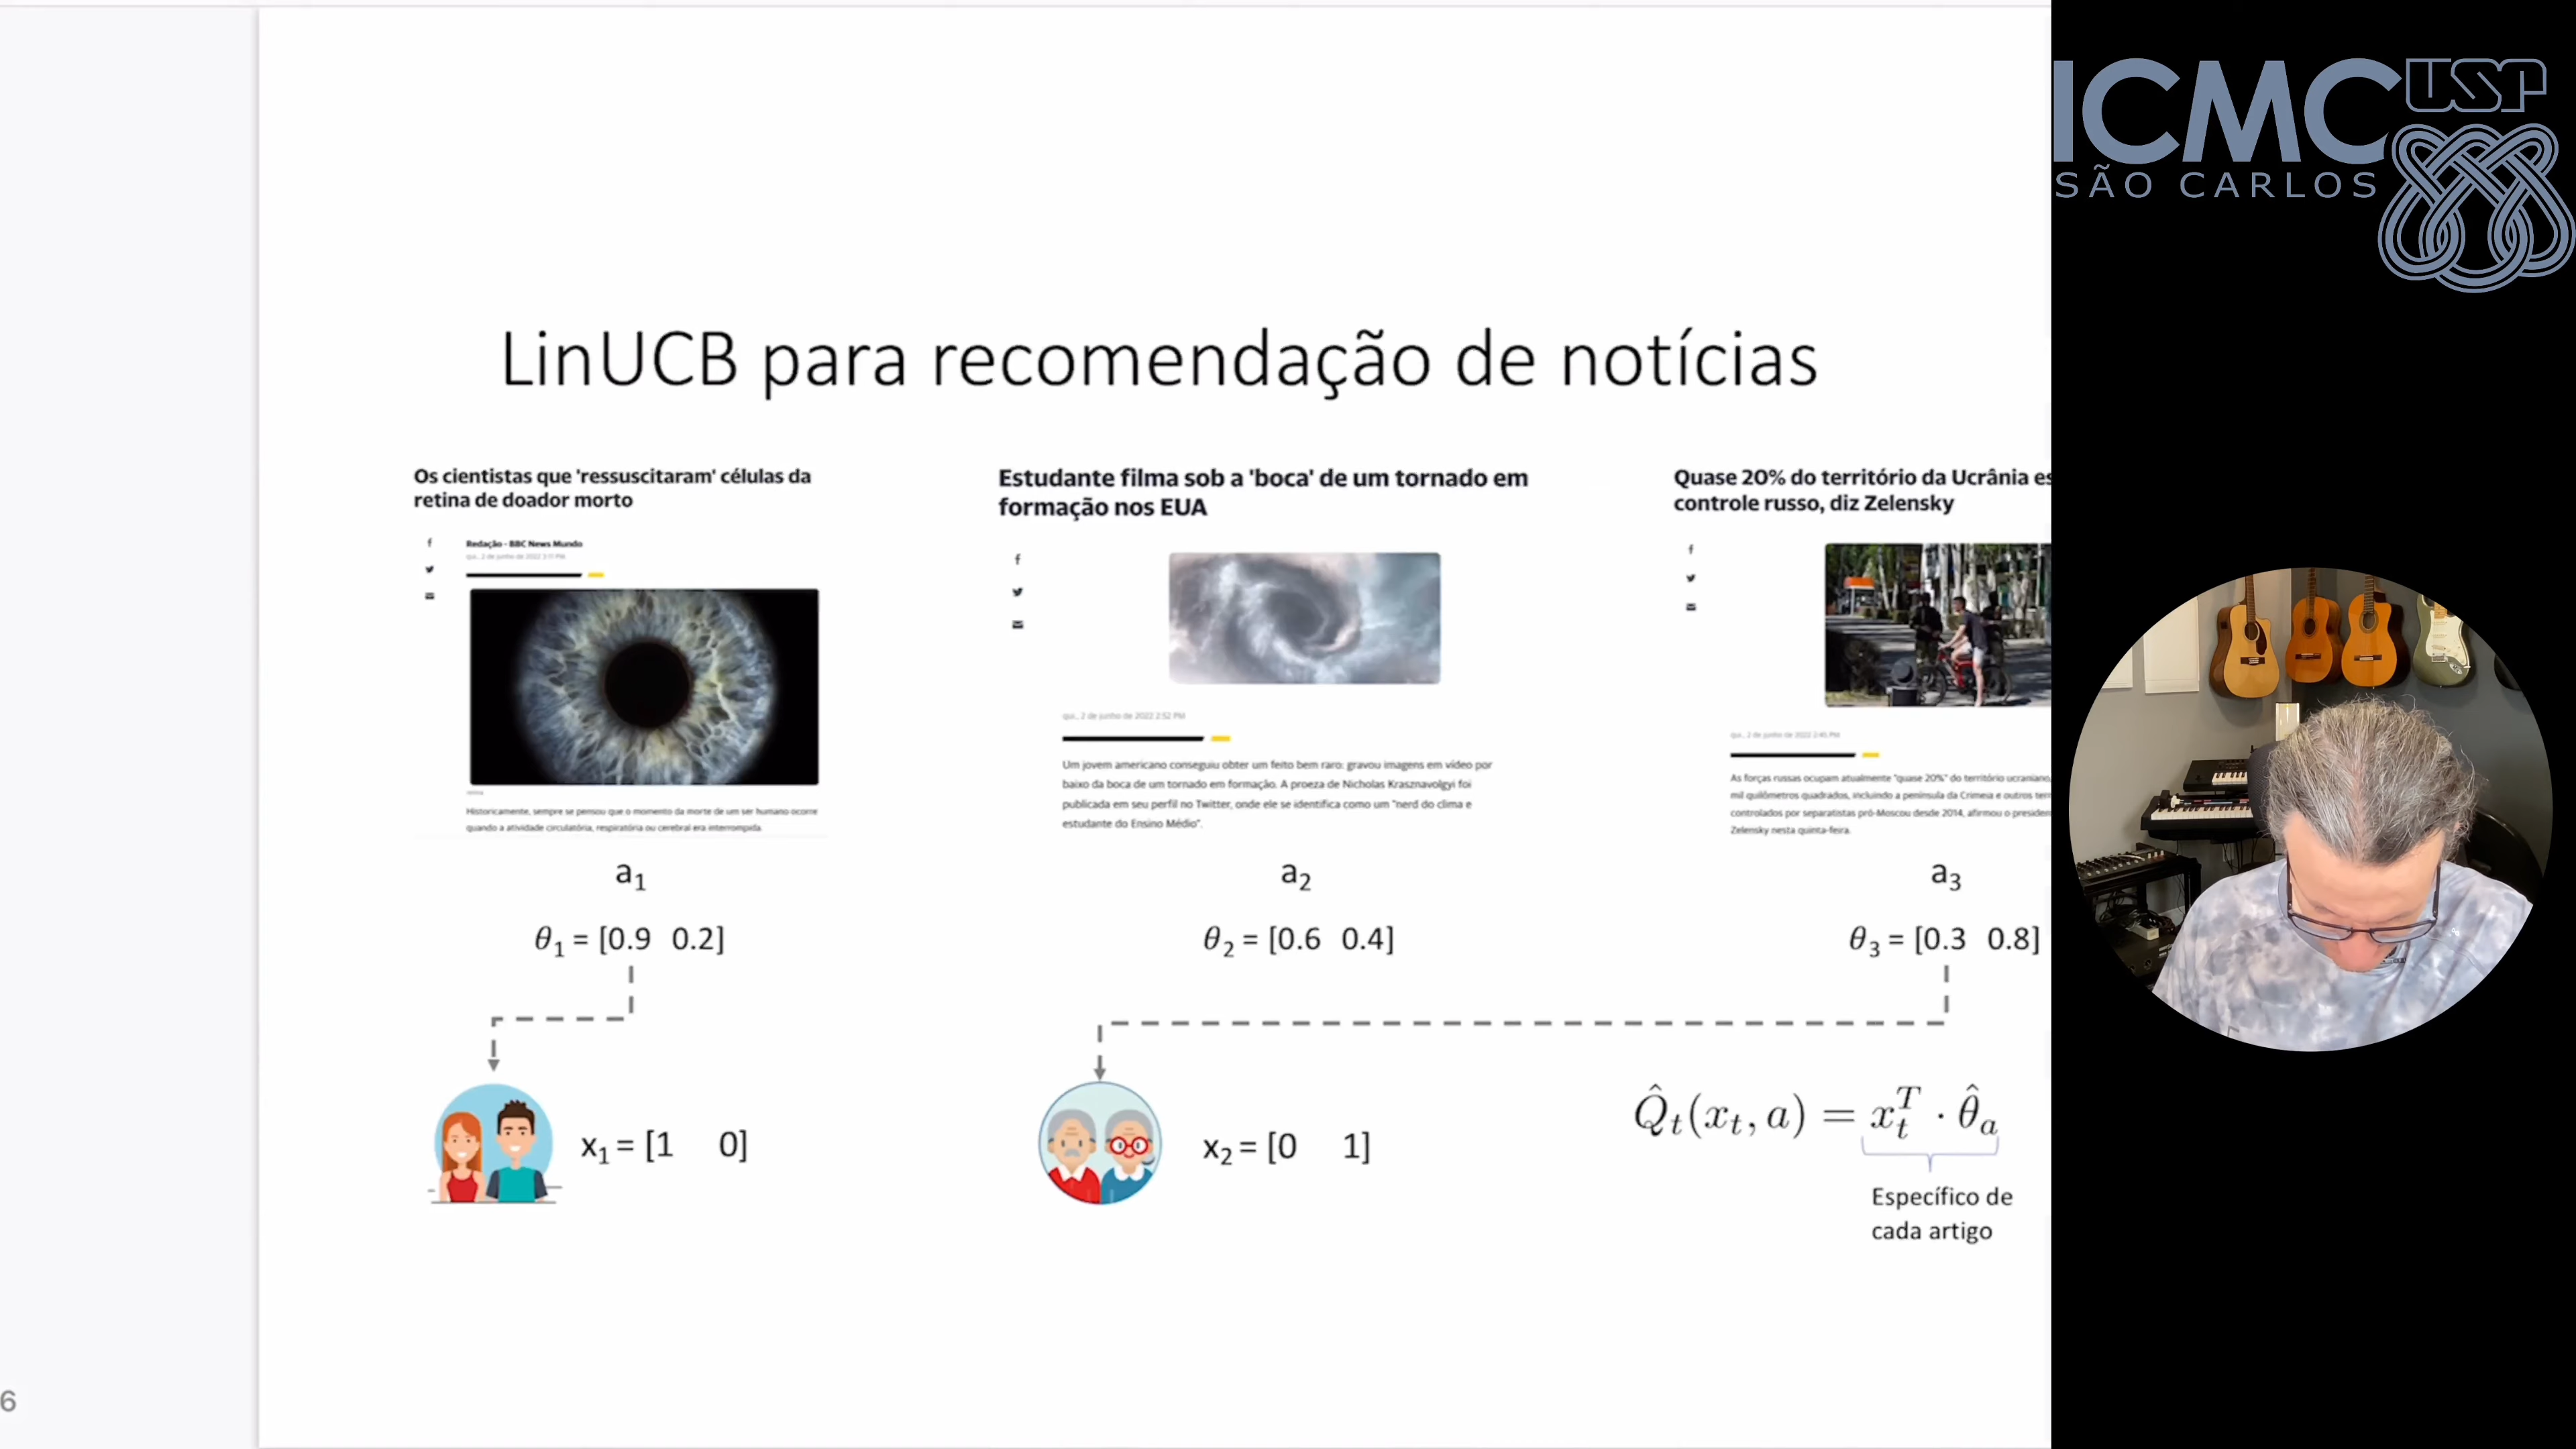 ICMC USP
SÃO CARLOS
LinUCB para recomendação de notícias
Os cientistas que 'ressuscitaram' células da
retina de doador morto
Redação - BBC News Mundo
qui., 2 de junho de 2022 3:11 PM
Historicamente, sempre se pensou que o momento da morte de um ser humano ocorre
quando a atividade circulatória, respiratória ou cerebral era interrompida.
a1
θ1 = [0.9 0.2]
Estudante filma sob a 'boca' de um tornado em
formação nos EUA
qui., 2 de junho de 2022 2:52 PM
Um jovem americano conseguiu obter um feito bem raro: gravou imagens em vídeo por
baixo da boca de um tornado em formação. A proeza de Nicholas Krasznavolgyi foi
publicada em seu perfil no Twitter, onde ele se identifica como um "nerd do clima e
estudante do Ensino Médio".
a2
θ2 = [0.6 0.4]
Quase 20% do território da Ucrânia es
controle russo, diz Zelensky
qui., 2 de junho de 2022 2:45 PM
As forças russas ocupam atualmente "quase 20%" do território ucraniano,
mil quilômetros quadrados, incluindo a península da Crimeia e outros terr
controlados por separatistas pró-Moscou desde 2014, afirmou o presiden
Zelensky nesta quinta-feira.
a3
θ3 = [0.3 0.8]
x1 = [1 0]
x2 = [0 1]
Q̂t(xt, a) = xtT · θ̂a
Específico de
cada artigo
6